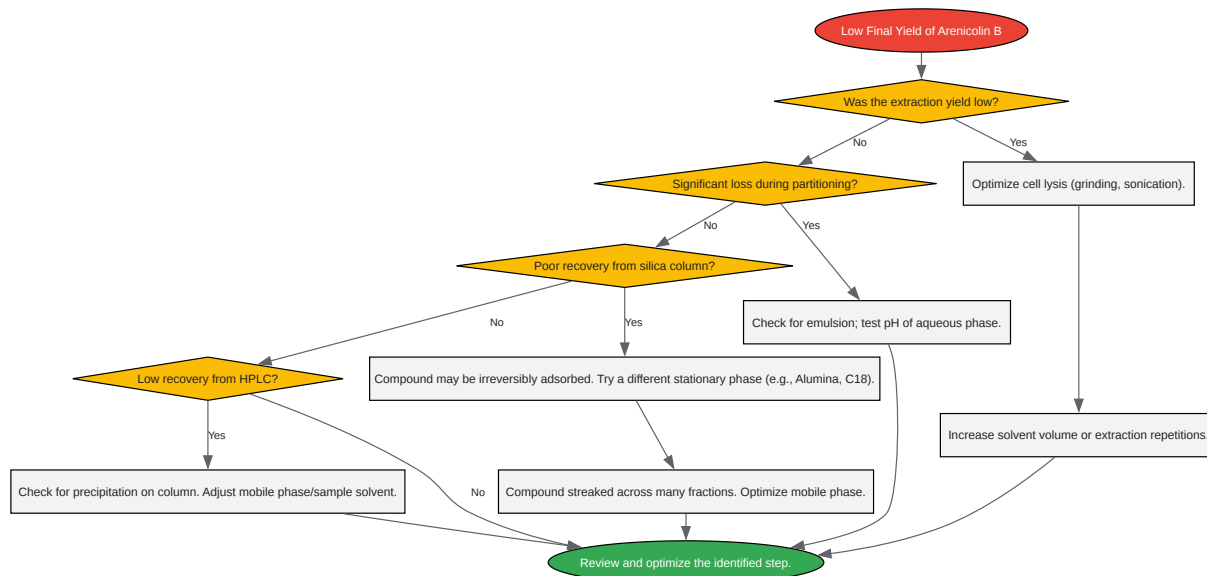 Low Final Yield of Arenicolin B
Was the extraction yield low?
No
Yes
Significant loss during partitioning?
Optimize cell lysis (grinding, sonication).
No
Yes
Poor recovery from silica column?
Check for emulsion; test pH of aqueous phase.
No
Yes
Low recovery from HPLC?
Compound may be irreversibly adsorbed. Try a different stationary phase (e.g., Alumina, C18).
Yes
Increase solvent volume or extraction repetitions.
Check for precipitation on column. Adjust mobile phase/sample solvent.
No
Compound streaked across many fractions. Optimize mobile phase.
Review and optimize the identified step.